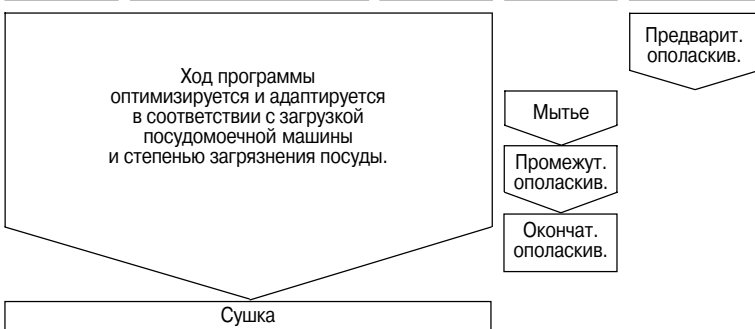 Ход программы
оптимизируется и адаптируется
в соответствии с загрузкой
посудомоечной машины
и степенью загрязнения посуды.
Сушка
Мытье
Промежут.
ополаскив.
Окончат.
ополаскив.
Предварит.
ополаскив.